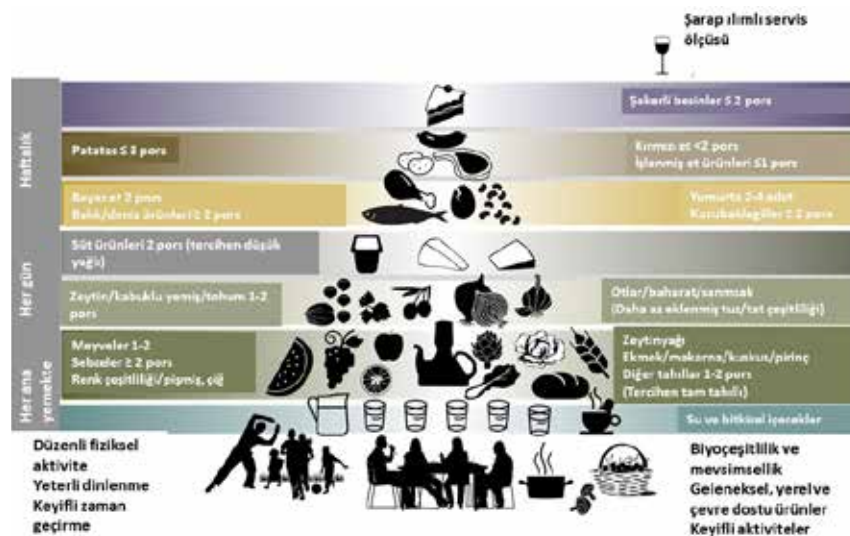 Şarap ılımlı servis
ölçüsü
Haftalık
Şekerli besinler ≤ 2 pors
Patates ≤ 3 pors
Kırmızı et <2 pors
İşlenmiş et ürünleri ≤1 pors
Beyaz et 2 pors
Balık/deniz ürünleri ≥ 2 pors
Yumurta 2-4 adet
Kurubaklagiller ≥ 2 pors
Her gün
Süt ürünleri 2 pors (tercihen düşük
yağlı)
Zeytin/kabuklu yemiş/tohum 1-2
pors
Otlar/baharat/sarımsak
(Daha az eklenmiş tuz/tat çeşitliliği)
Her ana
yemekte
Meyveler 1-2
Sebzeler ≥ 2 pors
Renk çeşitliliği/pişmiş, çiğ
Zeytinyağı
Ekmek/makarna/kuskus/pirinç
Diğer tahıllar 1-2 pors
(Tercihen tam tahıllı)
Su ve bitkisel içecekler
Düzenli fiziksel
aktivite
Yeterli dinlenme
Keyifli zaman
geçirme
Biyoçeşitlilik ve
mevsimsellik
Geleneksel, yerel ve
çevre dostu ürünler
Keyifli aktiviteler